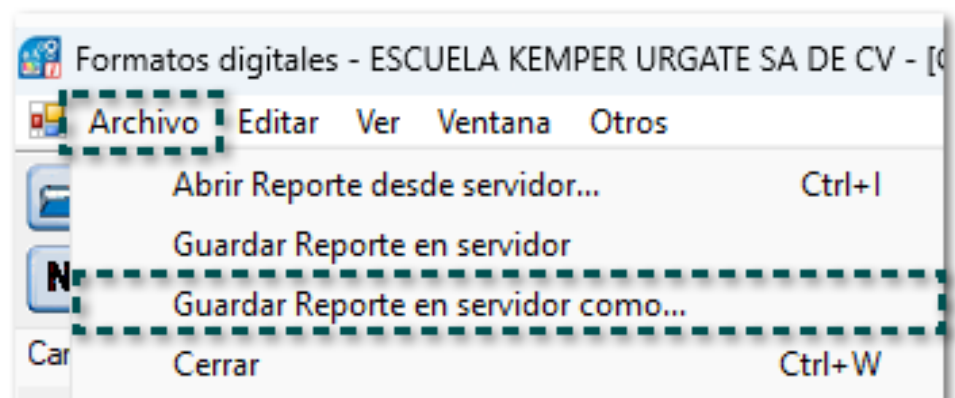 Formatos digitales - ESCUELA KEMPER URGATE SA DE CV - [
Archivo Editar Ver Ventana Otros
Abrir Reporte desde servidor... Ctrl+I
Guardar Reporte en servidor
N
Guardar Reporte en servidor como...
Car
Cerrar Ctrl+W